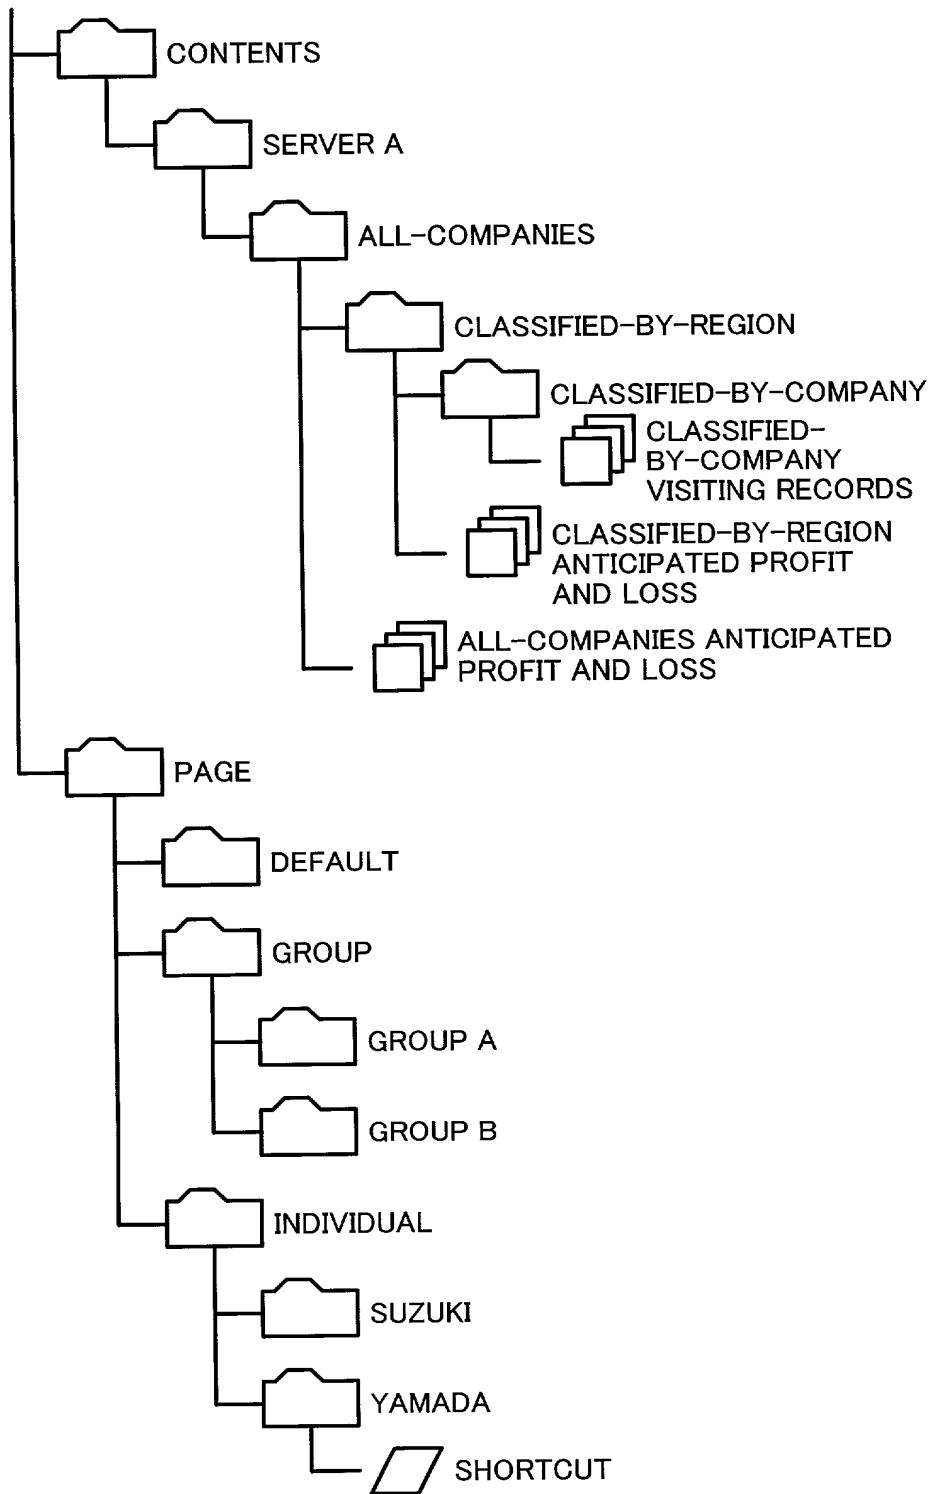 CONTENTS
SERVER A
ALL-COMPANIES
CLASSIFIED-BY-REGION
CLASSIFIED-BY-COMPANY
CLASSIFIED-
BY-COMPANY
VISITING RECORDS
CLASSIFIED-BY-REGION
ANTICIPATED PROFIT
AND LOSS
ALL-COMPANIES ANTICIPATED
PROFIT AND LOSS
PAGE
DEFAULT
GROUP
GROUP A
GROUP B
INDIVIDUAL
SUZUKI
YAMADA
SHORTCUT